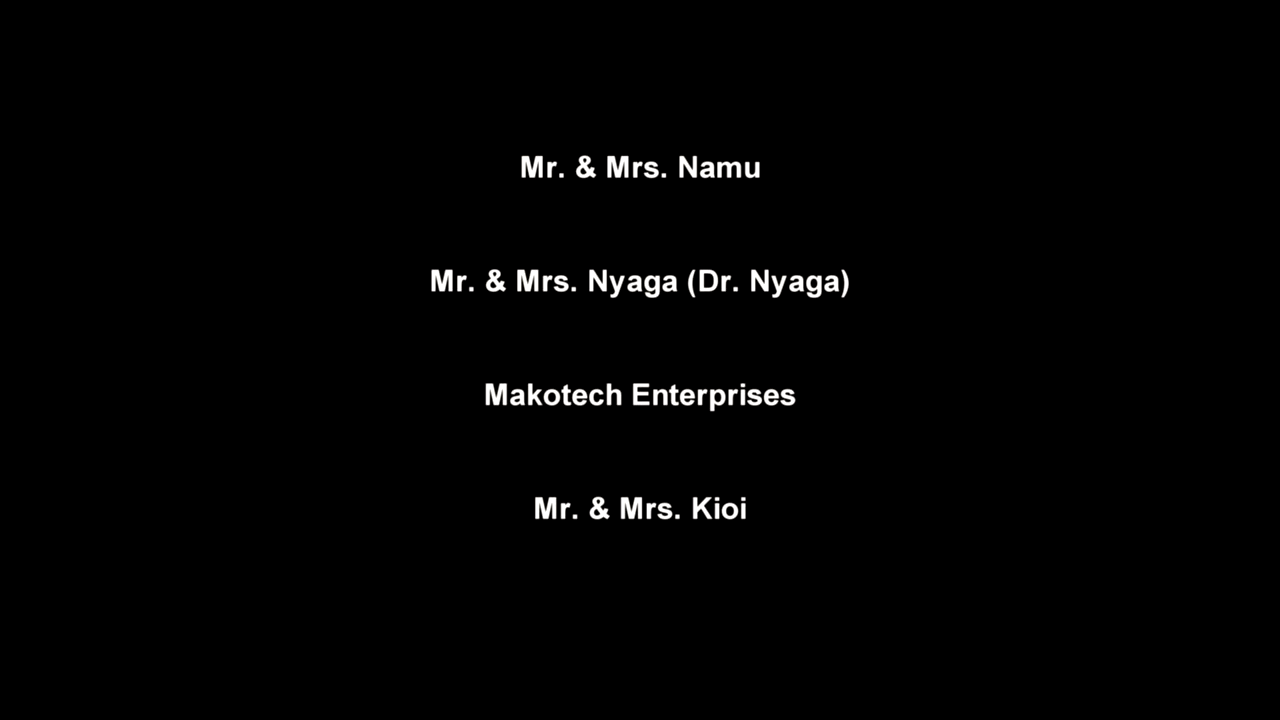 Mr. & Mrs. Namu
Mr. & Mrs. Nyaga (Dr. Nyaga)
Makotech Enterprises
Mr. & Mrs. Kioi